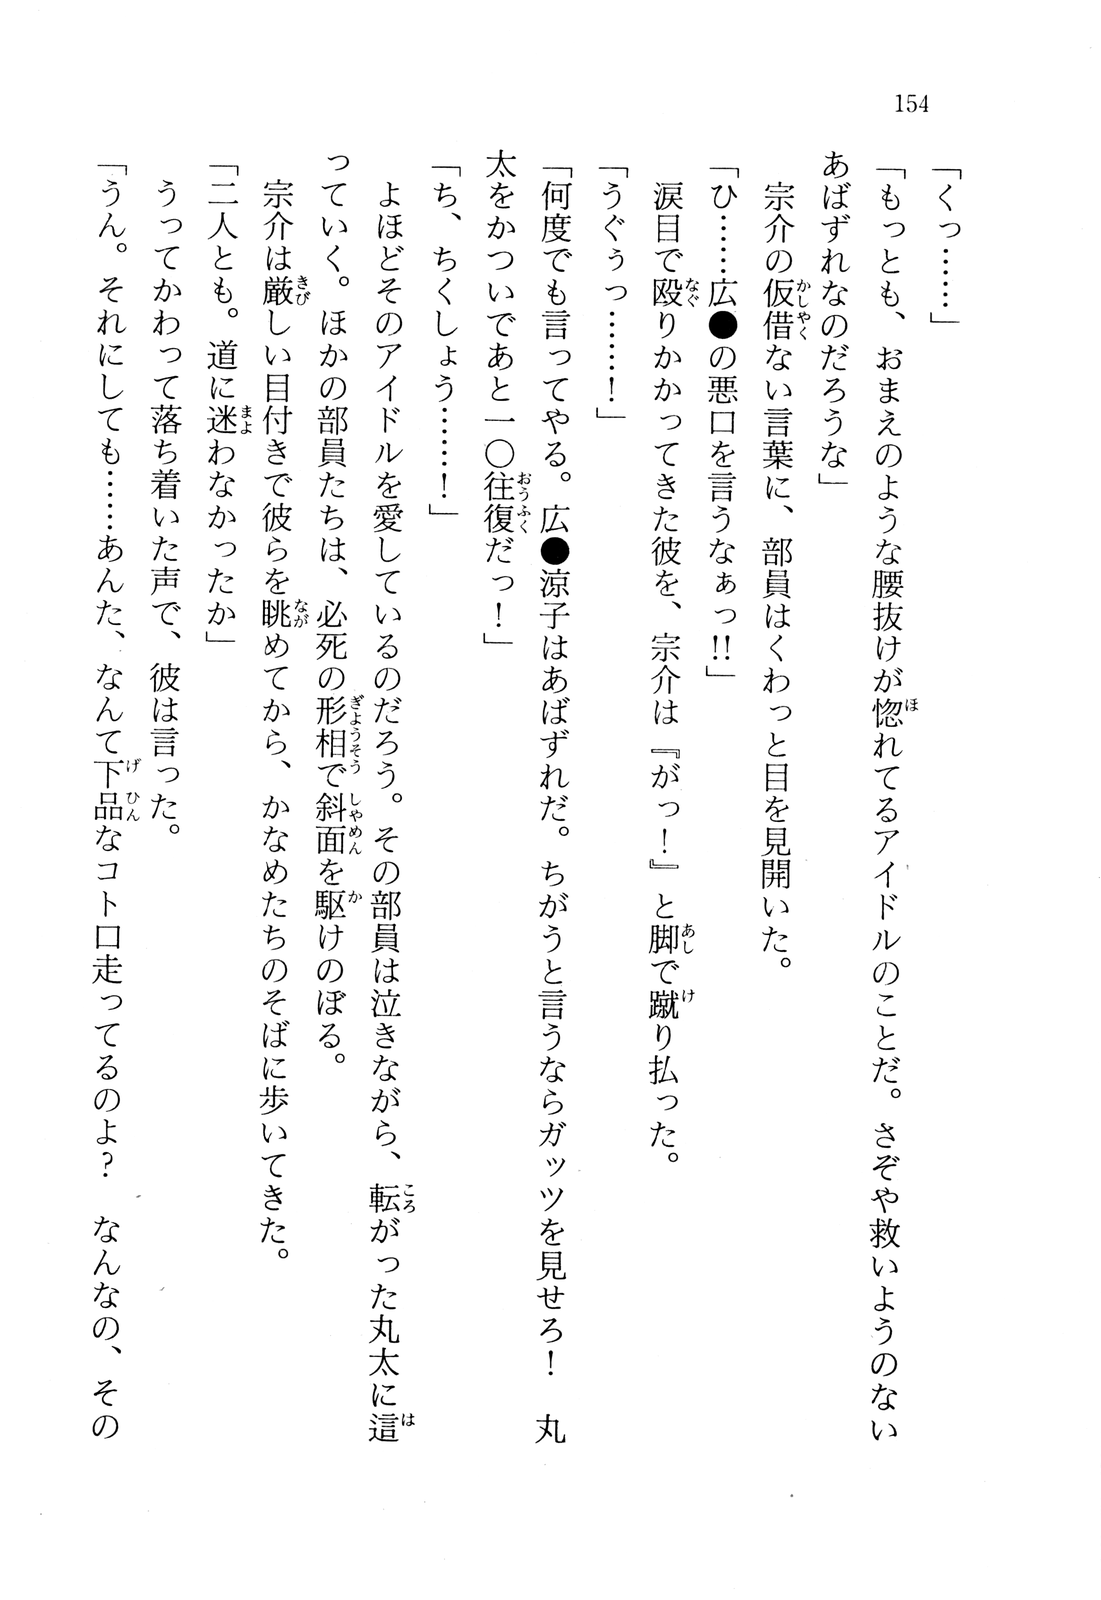 154
「くっ……」
「もっとも、おまえのような腰抜けが惚れてるアイドルのことだ。さぞや救いようのない
あばずれなのだろうな」
宗介の仮借ない言葉に、部員はくわっと目を見開いた。
「ひ……広●の悪口を言うなぁっ!!」
涙目で殴りかかってきた彼を、宗介は『がっ！』と脚で蹴り払った。
「うぐぅっ……！」
「何度でも言ってやる。広●涼子はあばずれだ。ちがうと言うならガッツを見せろ！　丸
太をかついであと一〇往復だっ！」
「ち、ちくしょう……！」
よほどそのアイドルを愛しているのだろう。その部員は泣きながら、転がった丸太に這
っていく。ほかの部員たちは、必死の形相で斜面を駆けのぼる。
宗介は厳しい目付きで彼らを眺めてから、かなめたちのそばに歩いてきた。
「二人とも。道に迷わなかったか」
うってかわって落ち着いた声で、彼は言った。
「うん。それにしても……あんた、なんて下品なコト口走ってるのよ？　なんなの、その